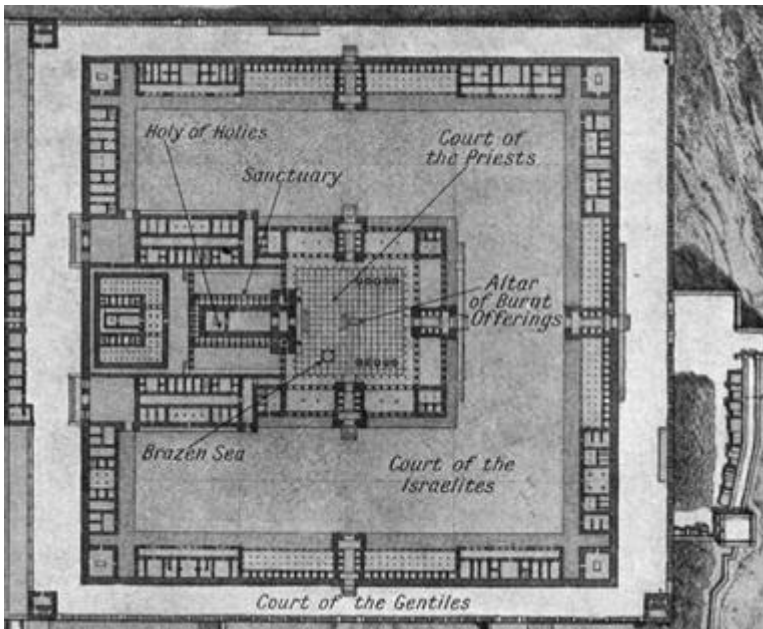 Holy of Holies
Court of
the Priests
Sanctuary
Altar
of Burnt
Offerings
Brazen Sea
Court of the
Israelites
Court of the Gentiles